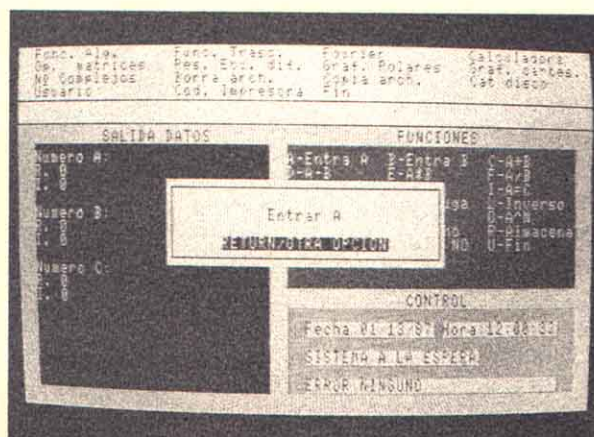 Func. Alg. Func. Trasc. Fourier Calculadora
Op. matrices Res. Ecc. dif. Graf. Polares Graf. cartes.
Nº Complejos Borra arch. Copia arch. Cat disco
Usuario Cod. Impresora Fin
SALIDA DATOS
Numero A:
R. 0
I. 0
Numero B:
R. 0
I. 0
Numero C:
R. 0
I. 0
FUNCIONES
A-Entra A B-Entra B C-A+B
D-A-B E-A*B F-A/B
I-A=C
L-Inverso
O-A^N
R-Almacena
U-Fin
Entrar A
RETURN/OTRA OPCION
CONTROL
Fecha 01/13/87 Hora 12:00:32
SISTEMA A LA ESPERA
ERROR NINGUNO